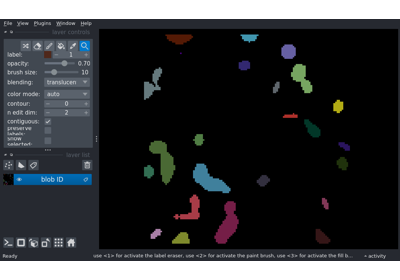 File View Plugins Window Help
layer controls
label: 1
opacity: 0.70
brush size: 10
blending: translucen
color mode: auto
contour: 0
n edit dim: 2
contiguous:
preserve labels:
show selected:
layer list
blob ID
Ready use <1> for activate the label eraser, use <2> for activate the paint brush, use <3> for activate the fill b... activity